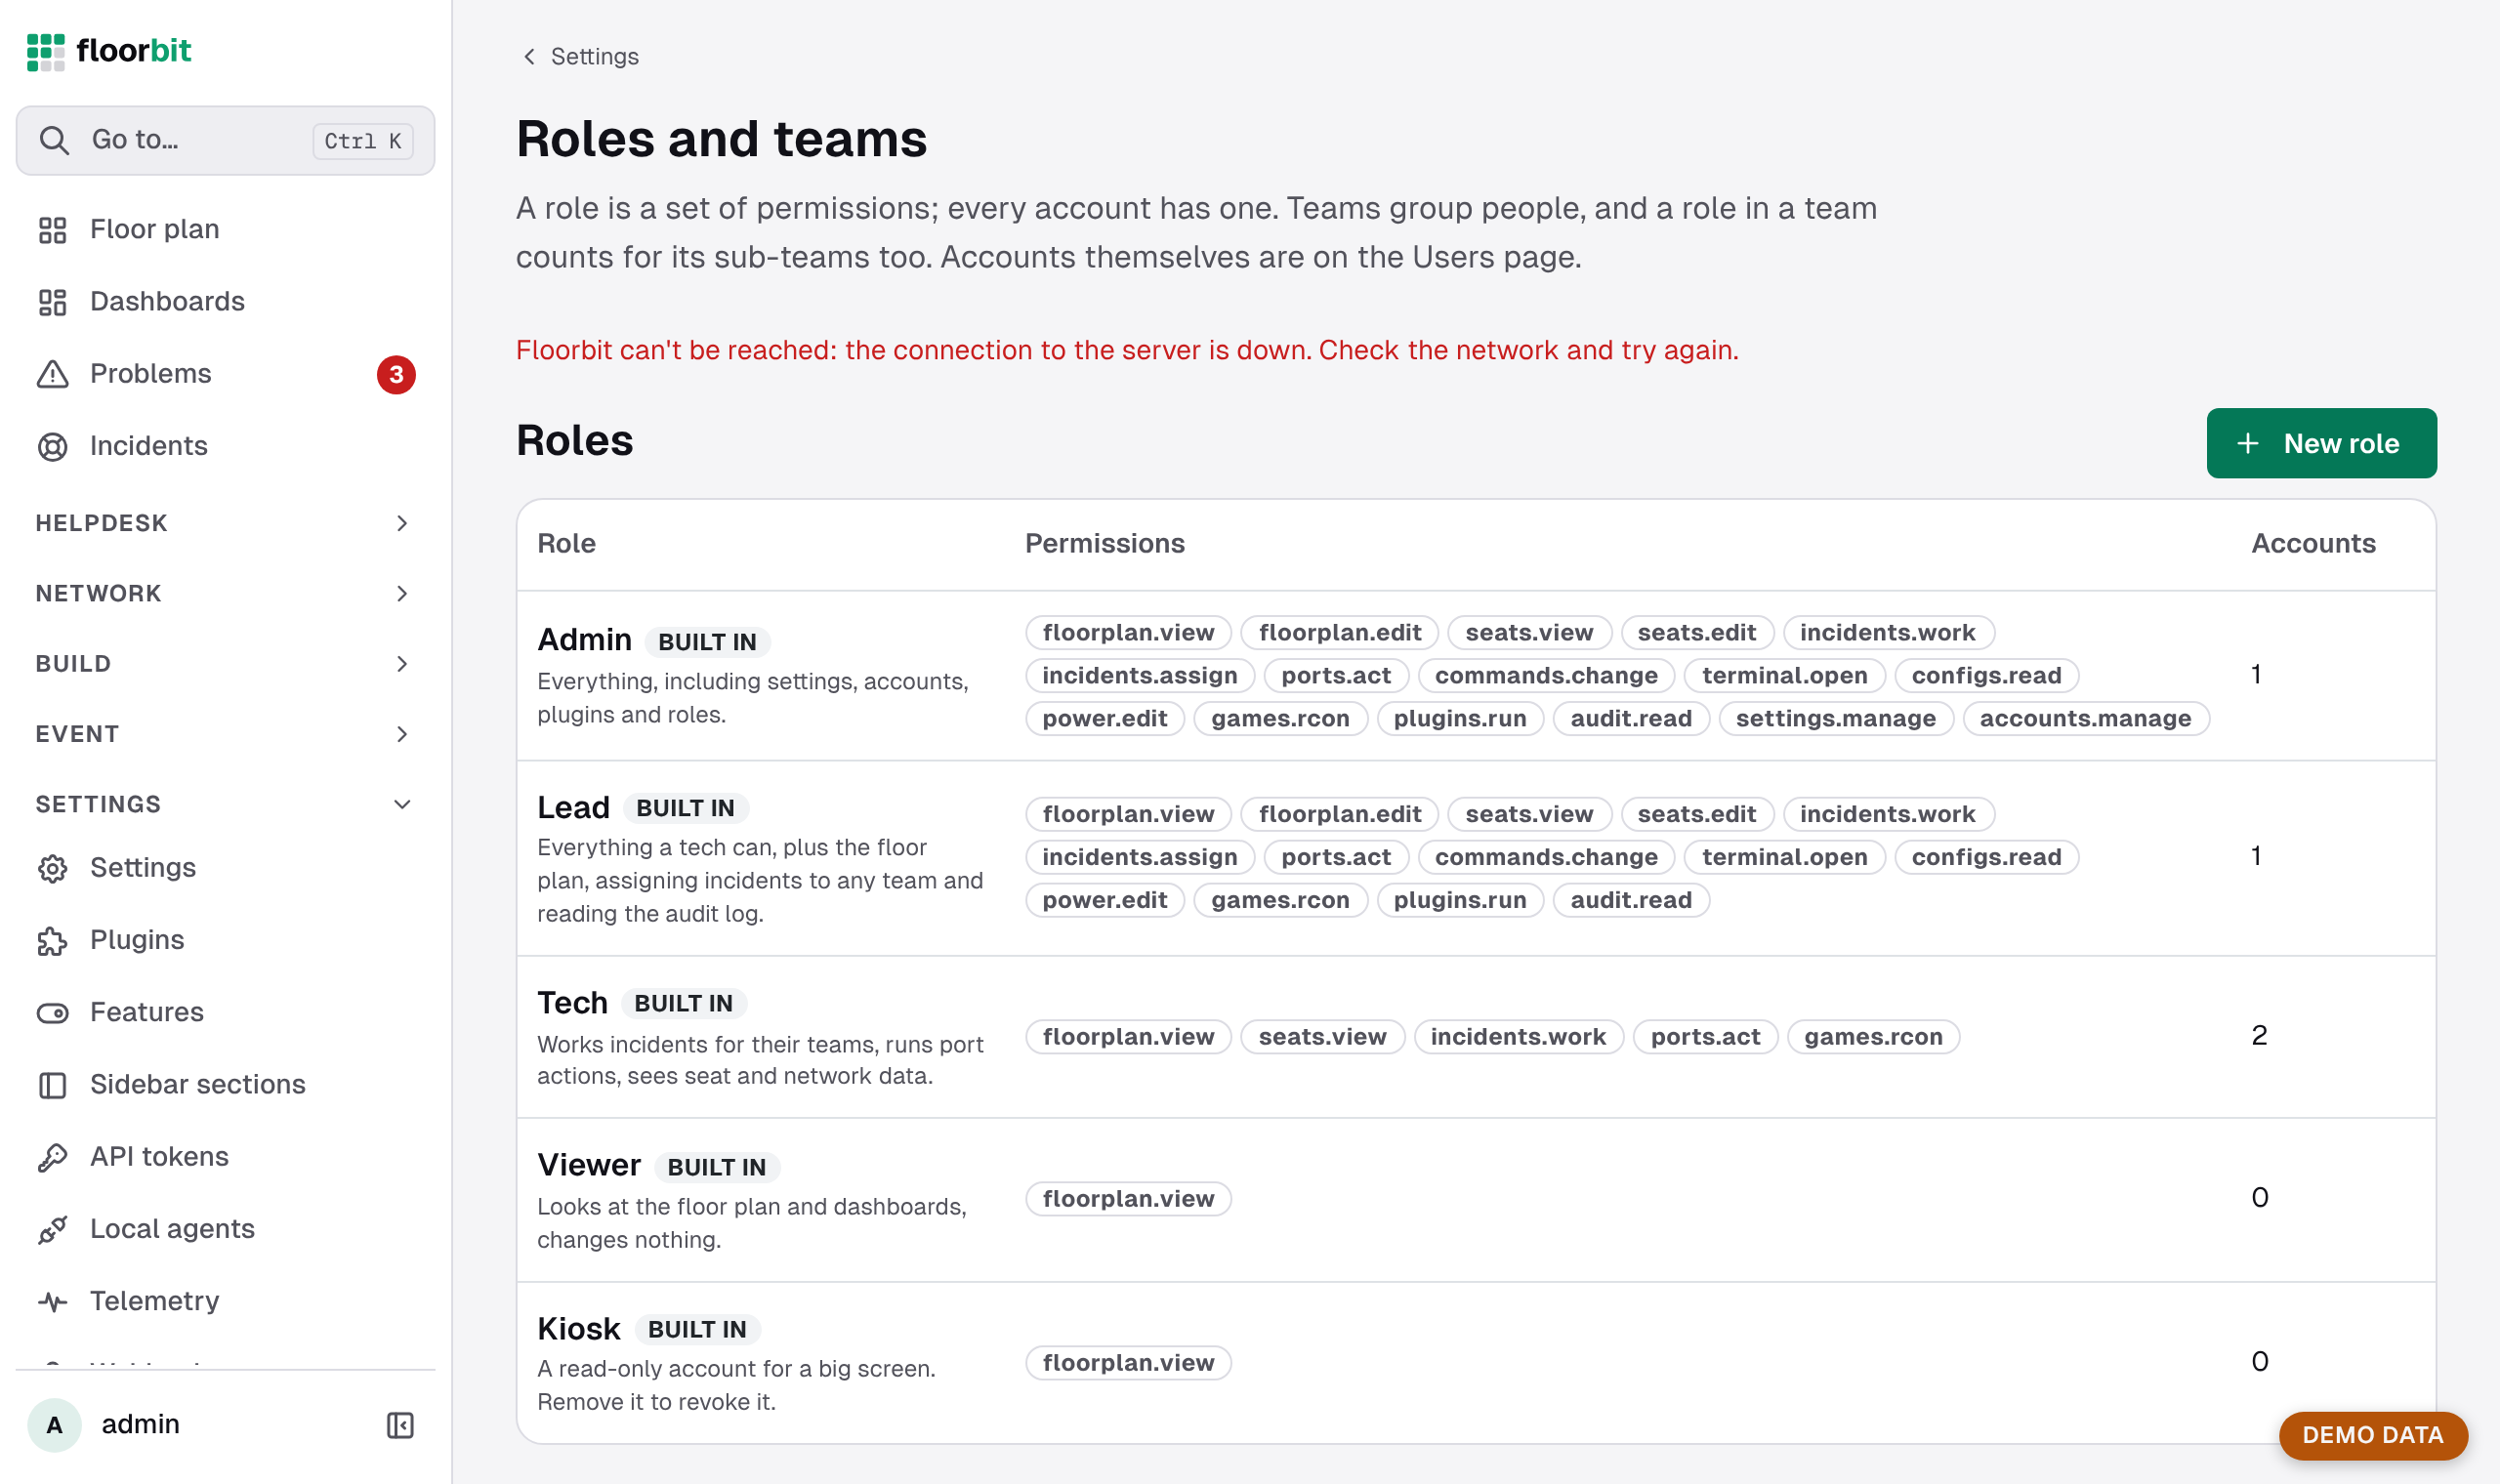 floorbit
Go to...
Ctrl K
Floor plan
Dashboards
Problems
3
Incidents
HELPDESK
NETWORK
BUILD
EVENT
SETTINGS
Settings
Plugins
Features
Sidebar sections
API tokens
Local agents
Telemetry
A
admin
Settings
Roles and teams
A role is a set of permissions; every account has one. Teams group people, and a role in a team
counts for its sub-teams too. Accounts themselves are on the Users page.
Floorbit can't be reached: the connection to the server is down. Check the network and try again.
Roles
New role
Role Permissions Accounts
Admin BUILT IN
Everything, including settings, accounts,
plugins and roles.
floorplan.view floorplan.edit seats.view seats.edit incidents.work
incidents.assign ports.act commands.change terminal.open configs.read
power.edit games.rcon plugins.run audit.read settings.manage accounts.manage
1
Lead BUILT IN
Everything a tech can, plus the floor
plan, assigning incidents to any team and
reading the audit log.
floorplan.view floorplan.edit seats.view seats.edit incidents.work
incidents.assign ports.act commands.change terminal.open configs.read
power.edit games.rcon plugins.run audit.read
1
Tech BUILT IN
Works incidents for their teams, runs port
actions, sees seat and network data.
floorplan.view seats.view incidents.work ports.act games.rcon
2
Viewer BUILT IN
Looks at the floor plan and dashboards,
changes nothing.
floorplan.view
0
Kiosk BUILT IN
A read-only account for a big screen.
Remove it to revoke it.
floorplan.view
0
DEMO DATA